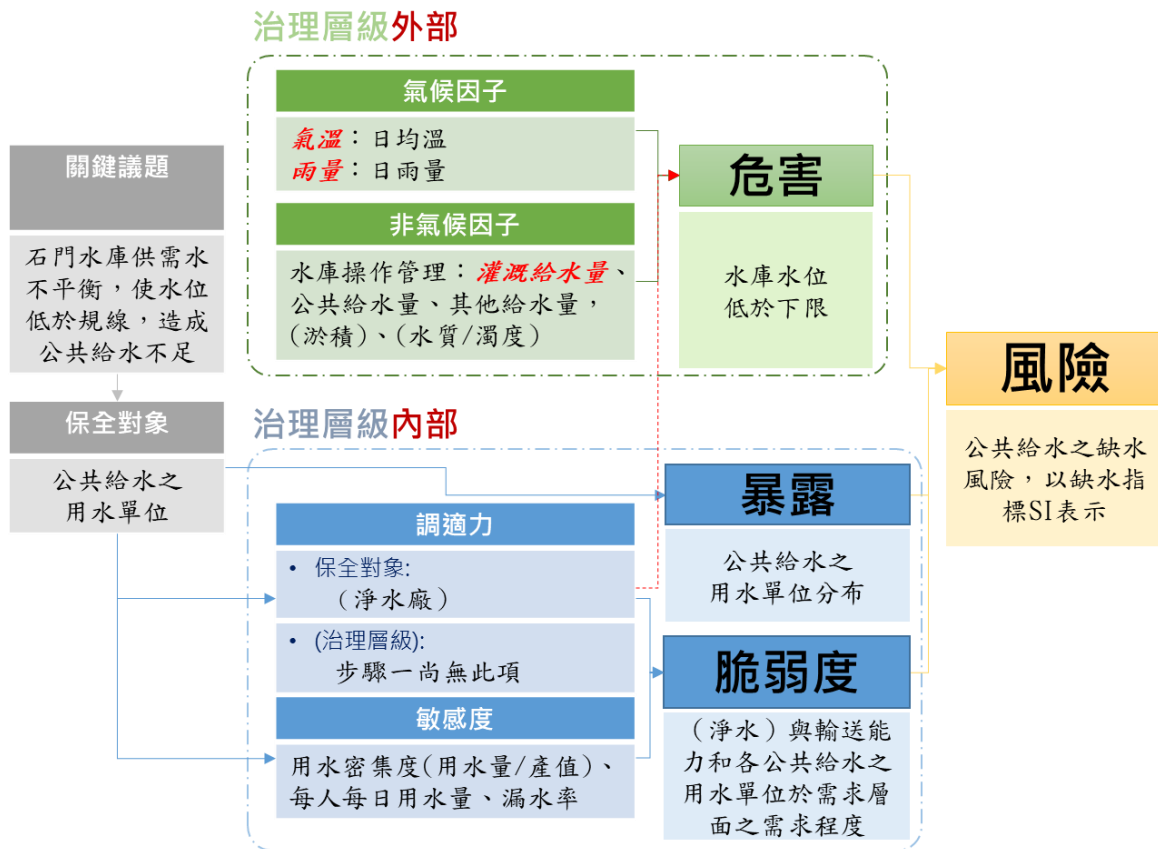 治理層級外部
關鍵議題
石門水庫供需水
不平衡，使水位
低於規線，造成
公共給水不足
保全對象
公共給水之
用水單位
氣候因子
氣溫：日均溫
雨量：日雨量
非氣候因子
水庫操作管理：灌溉給水量、
公共給水量、其他給水量，
(淤積)、(水質/濁度)
危害
水庫水位
低於下限
治理層級內部
調適力
• 保全對象:
（淨水廠）
• (治理層級):
步驟一尚無此項
敏感度
用水密集度(用水量/產值)、
每人每日用水量、漏水率
暴露
公共給水之
用水單位分布
脆弱度
（淨水）與輸送能
力和各公共給水之
用水單位於需求層
面之需求程度
風險
公共給水之缺水
風險，以缺水指
標SI表示